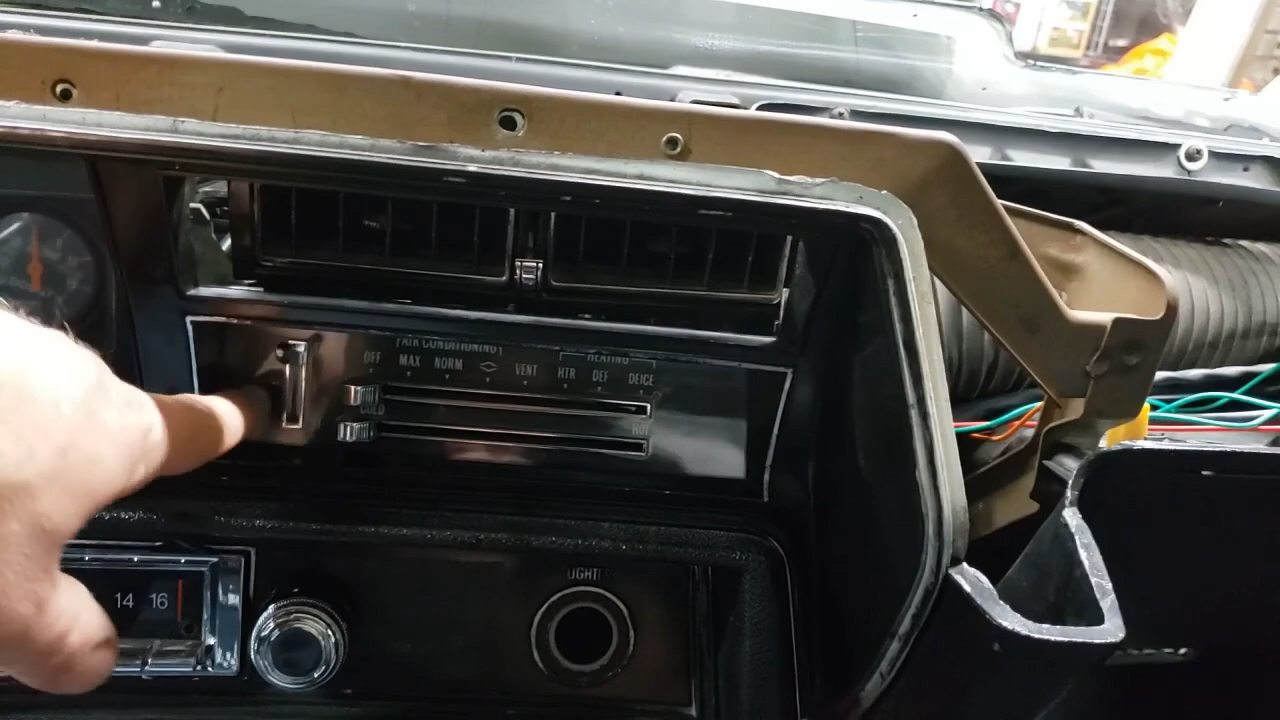 AIR CONDITIONING
HEATING
OFF MAX NORM VENT HTR DEF DEICE
COLD
HOT
LIGHTER
14 16